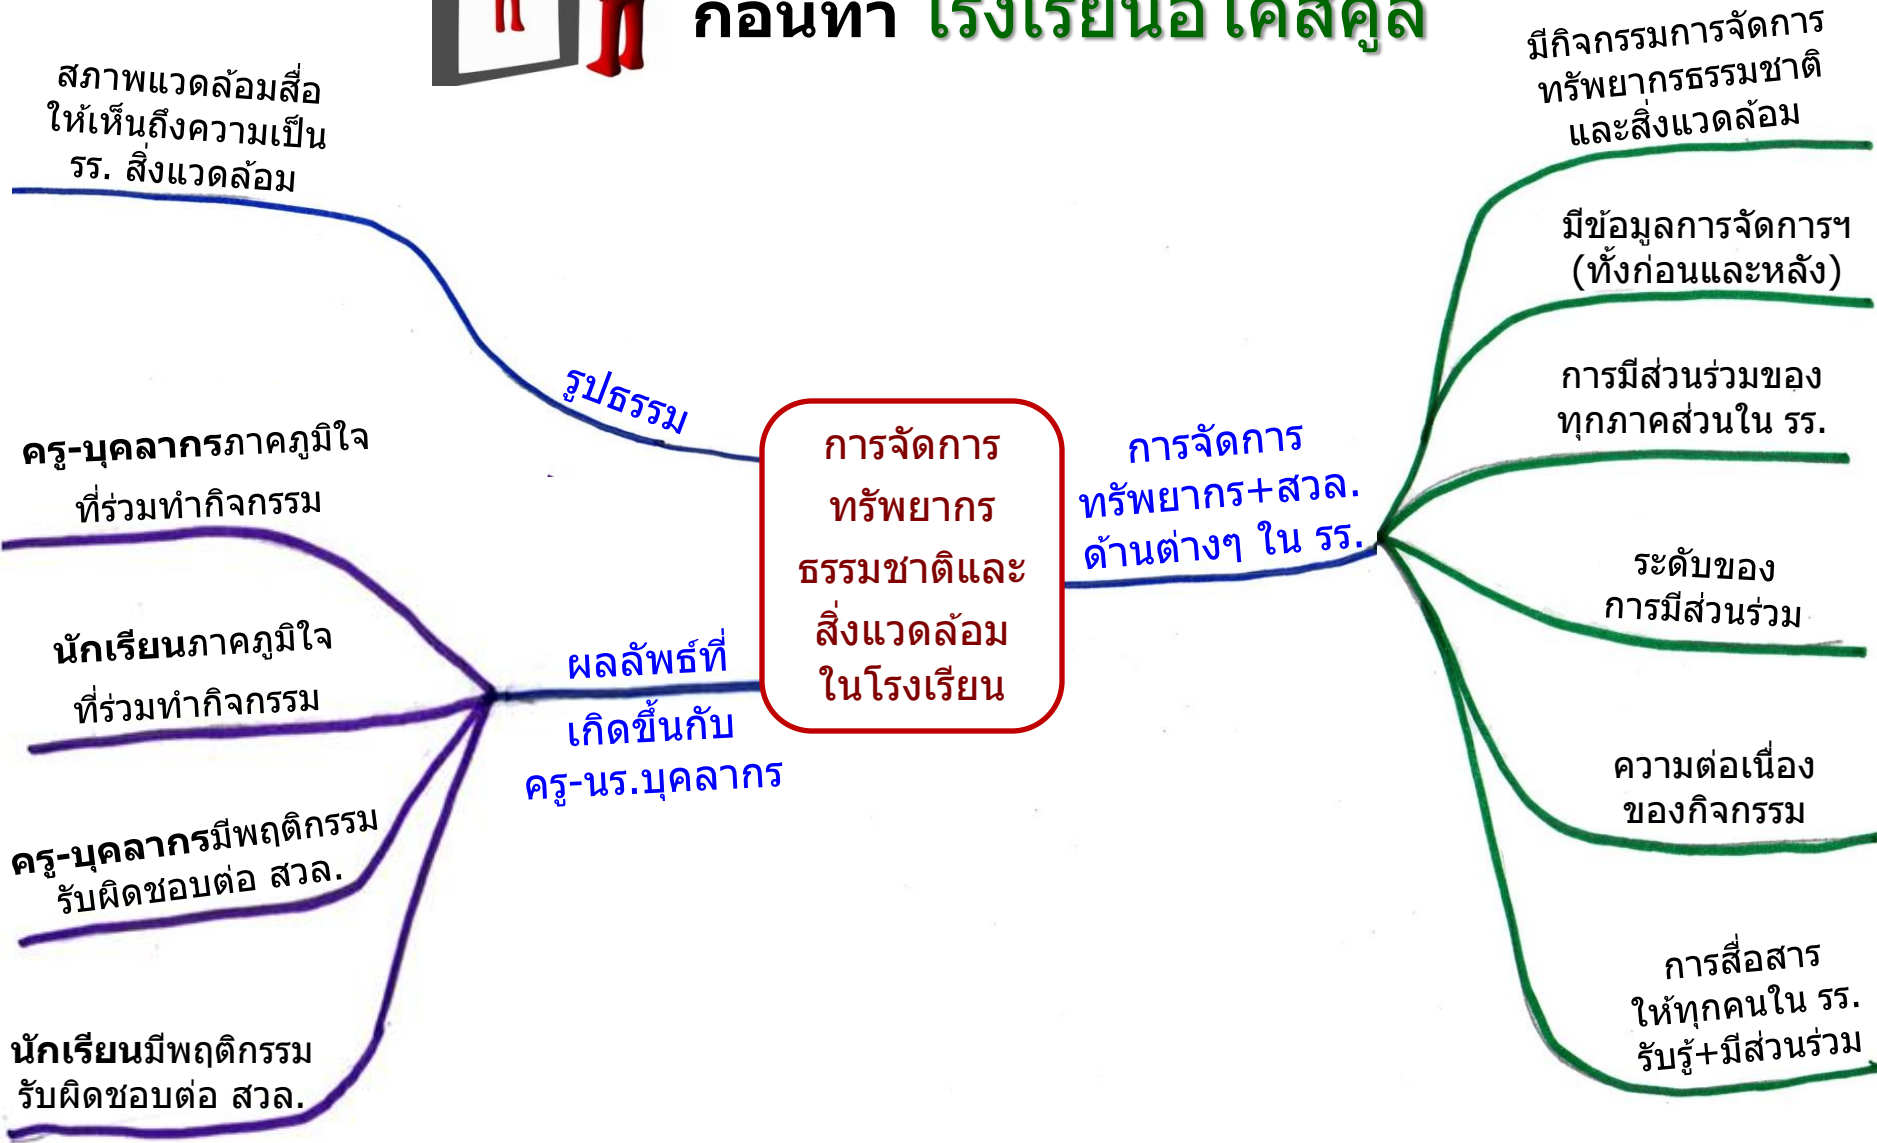 ก่อนทำ โรงเรียนอีโคสคูล
สภาพแวดล้อมสื่อ
ให้เห็นถึงความเป็น
รร. สิ่งแวดล้อม
รูปธรรม
ครู-บุคลากรภาคภูมิใจ
ที่ร่วมทำกิจกรรม
นักเรียนภาคภูมิใจ
ที่ร่วมทำกิจกรรม
ครู-บุคลากรมีพฤติกรรม
รับผิดชอบต่อ สวล.
นักเรียนมีพฤติกรรม
รับผิดชอบต่อ สวล.
ผลลัพธ์ที่
เกิดขึ้นกับ
ครู-นร.บุคลากร
การจัดการ
ทรัพยากร
ธรรมชาติและ
สิ่งแวดล้อม
ในโรงเรียน
การจัดการ
ทรัพยากร+สวล.
ด้านต่างๆ ใน รร.
มีกิจกรรมการจัดการ
ทรัพยากรธรรมชาติ
และสิ่งแวดล้อม
มีข้อมูลการจัดการฯ
(ทั้งก่อนและหลัง)
การมีส่วนร่วมของ
ทุกภาคส่วนใน รร.
ระดับของ
การมีส่วนร่วม
ความต่อเนื่อง
ของกิจกรรม
การสื่อสาร
ให้ทุกคนใน รร.
รับรู้+มีส่วนร่วม